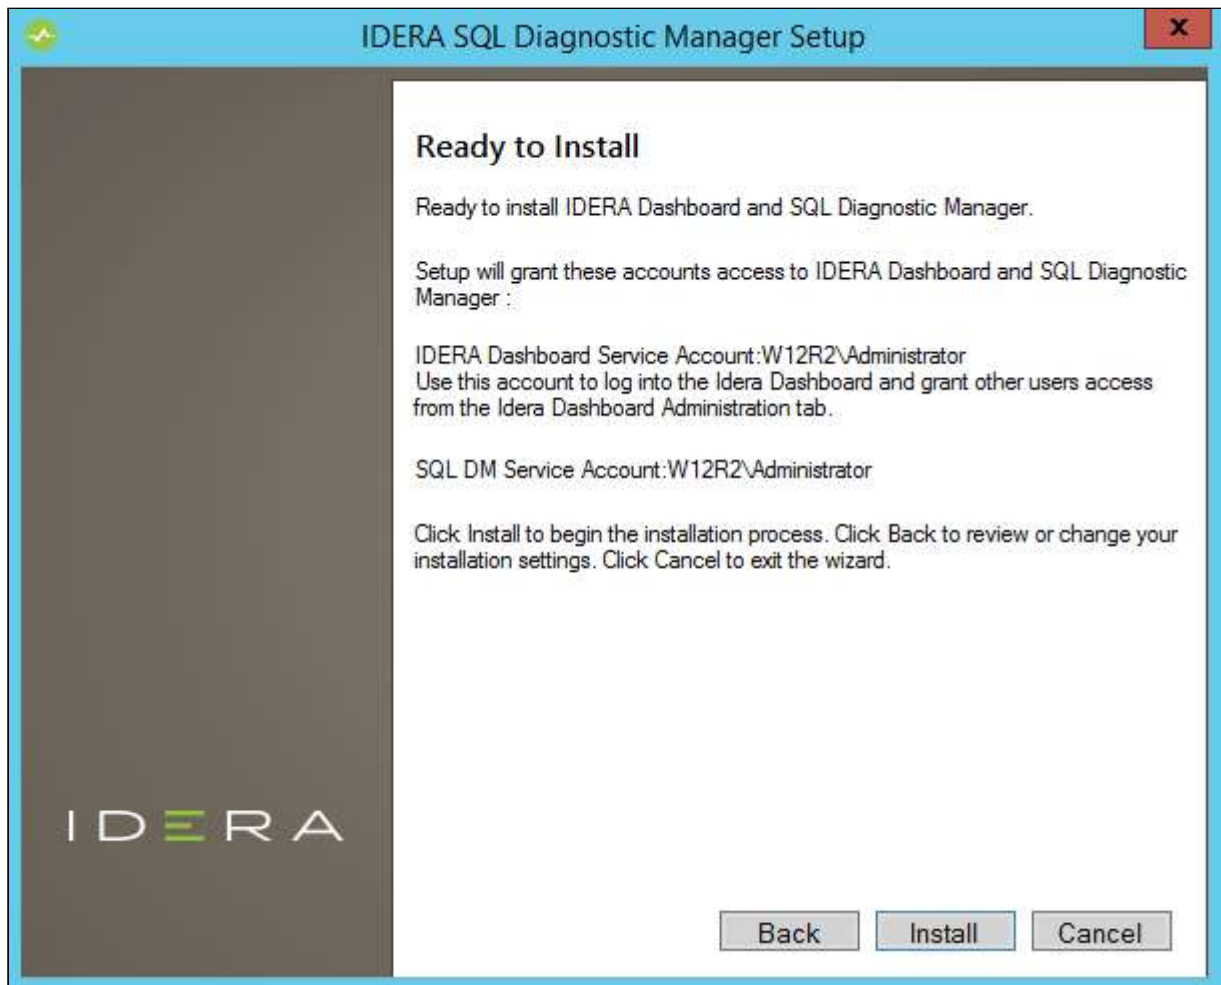 IDERA SQL Diagnostic Manager Setup
x
Ready to Install
Ready to install IDERA Dashboard and SQL Diagnostic Manager.
Setup will grant these accounts access to IDERA Dashboard and SQL Diagnostic
Manager :
IDERA Dashboard Service Account:W12R2\Administrator
Use this account to log into the Idera Dashboard and grant other users access
from the Idera Dashboard Administration tab.
SQL DM Service Account:W12R2\Administrator
Click Install to begin the installation process. Click Back to review or change your
installation settings. Click Cancel to exit the wizard.
IDERA
Back Install Cancel